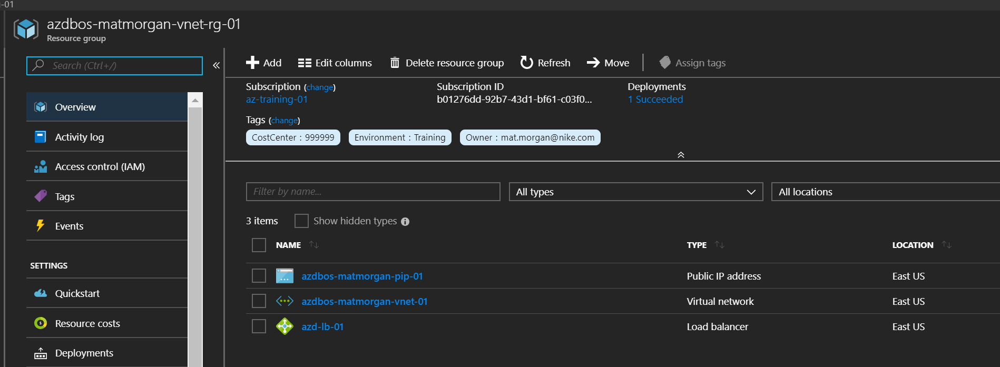 -01
azdbos-matmorgan-vnet-rg-01
Resource group
Search (Ctrl+/)
Overview
Activity log
Access control (IAM)
Tags
Events
SETTINGS
Quickstart
Resource costs
Deployments
Add Edit columns Delete resource group Refresh Move Assign tags
Subscription (change) Subscription ID Deployments
az-training-01 b01276dd-92b7-43d1-bf61-c03f0... 1 Succeeded
Tags (change)
CostCenter : 999999 Environment : Training Owner : mat.morgan@nike.com
Filter by name... All types All locations
3 items Show hidden types
NAME TYPE LOCATION
azdbos-matmorgan-pip-01 Public IP address East US
azdbos-matmorgan-vnet-01 Virtual network East US
azd-lb-01 Load balancer East US